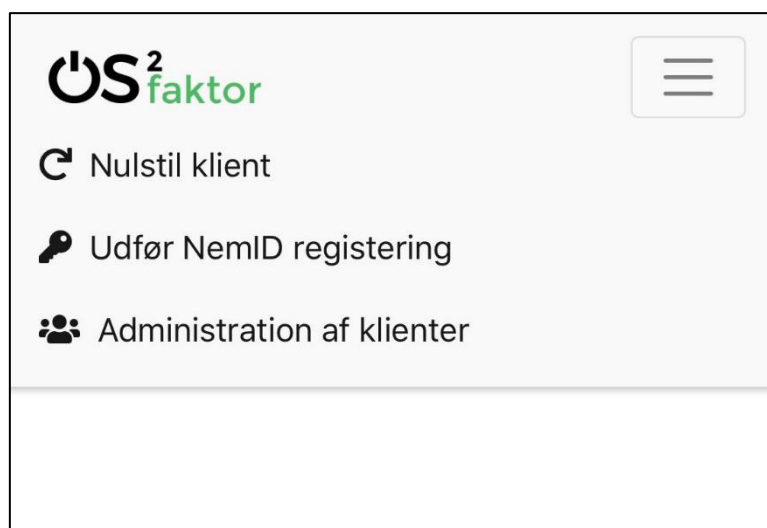 OS2faktor
Nulstil klient
Udfør NemID registering
Administration af klienter